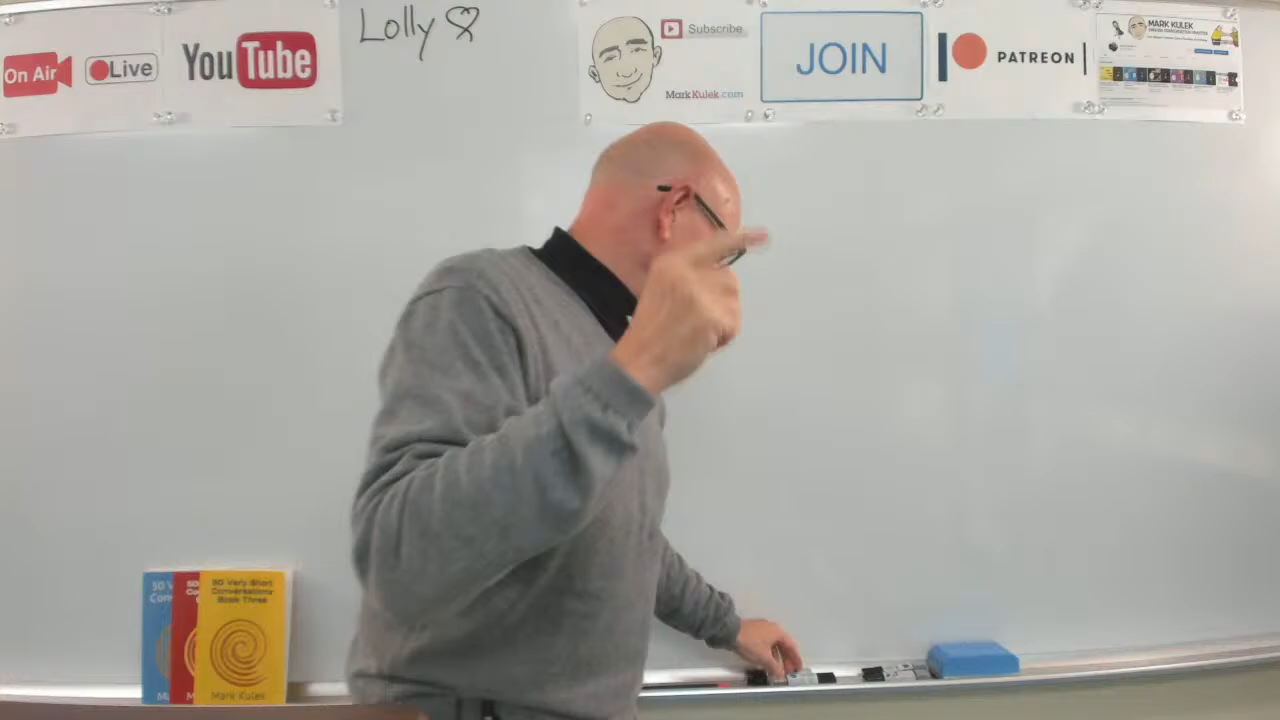 On Air
Live
YouTube
Lolly
Subscribe
MarkKulek.com
JOIN
PATREON
MARK KULEK
50 Very Short
Conversations
Book Three
Mark Kulek